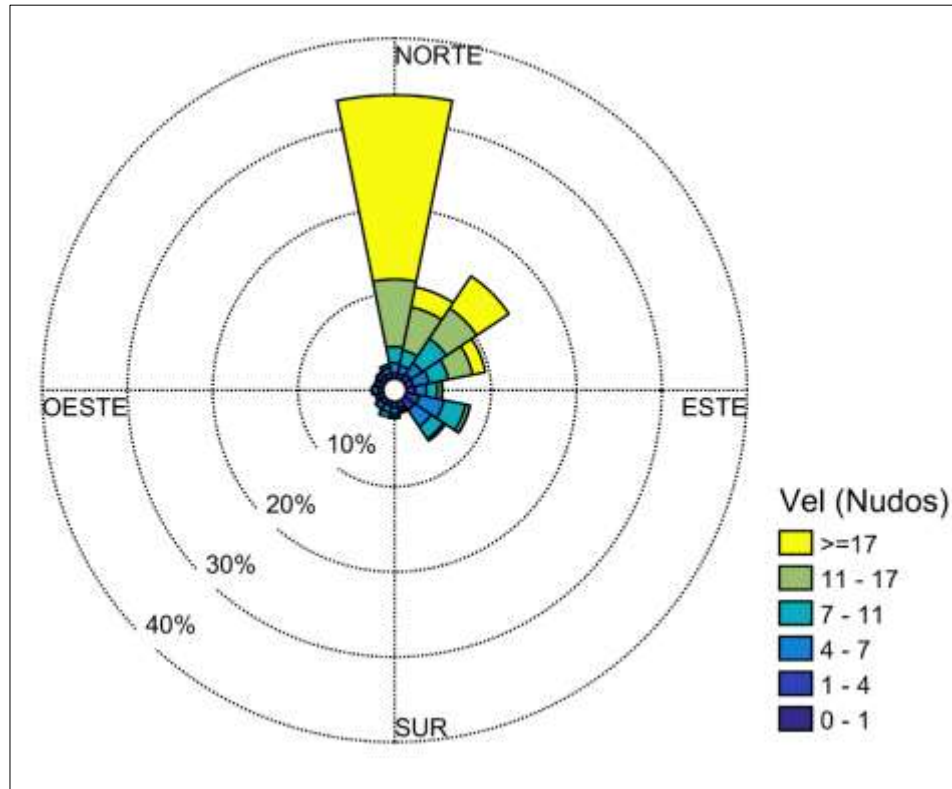 NORTE
OESTE
ESTE
10%
20%
30%
40%
SUR
Vel (Nudos)
>=17
11 - 17
7 - 11
4 - 7
1 - 4
0 - 1